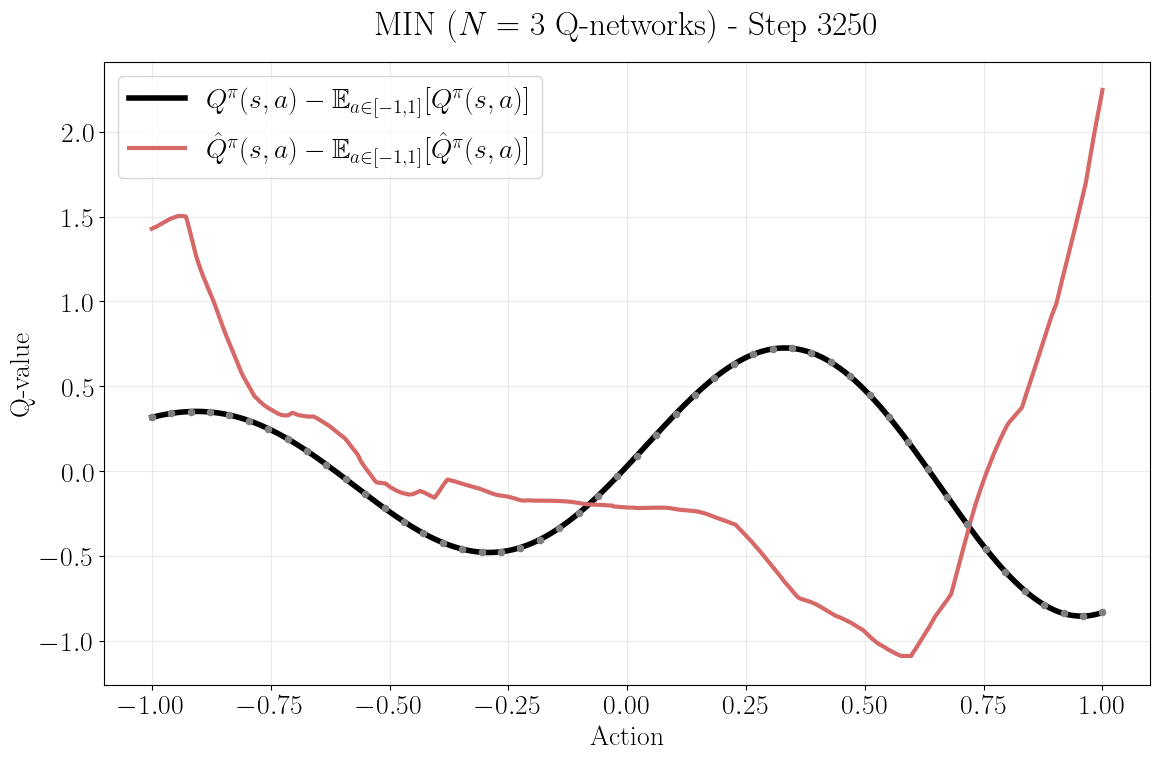 MIN (N = 3 Q-networks) - Step 3250
Q^π(s, a) − 𝔼_{a∈[−1,1]}[Q^π(s, a)]
Q̂^π(s, a) − 𝔼_{a∈[−1,1]}[Q̂^π(s, a)]
Q-value
2.0
1.5
1.0
0.5
0.0
−0.5
−1.0
−1.00 −0.75 −0.50 −0.25 0.00 0.25 0.50 0.75 1.00
Action